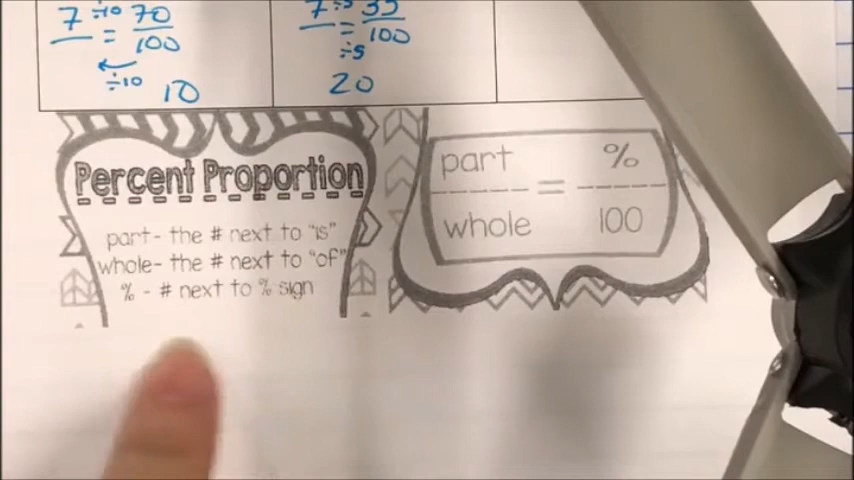 7 ÷10 70
= 100
÷10 10
7 ÷5 35
= 100
÷5
20
Percent Proportion
part- the # next to "is"
whole- the # next to "of"
% - # next to % sign
part %
=
whole 100